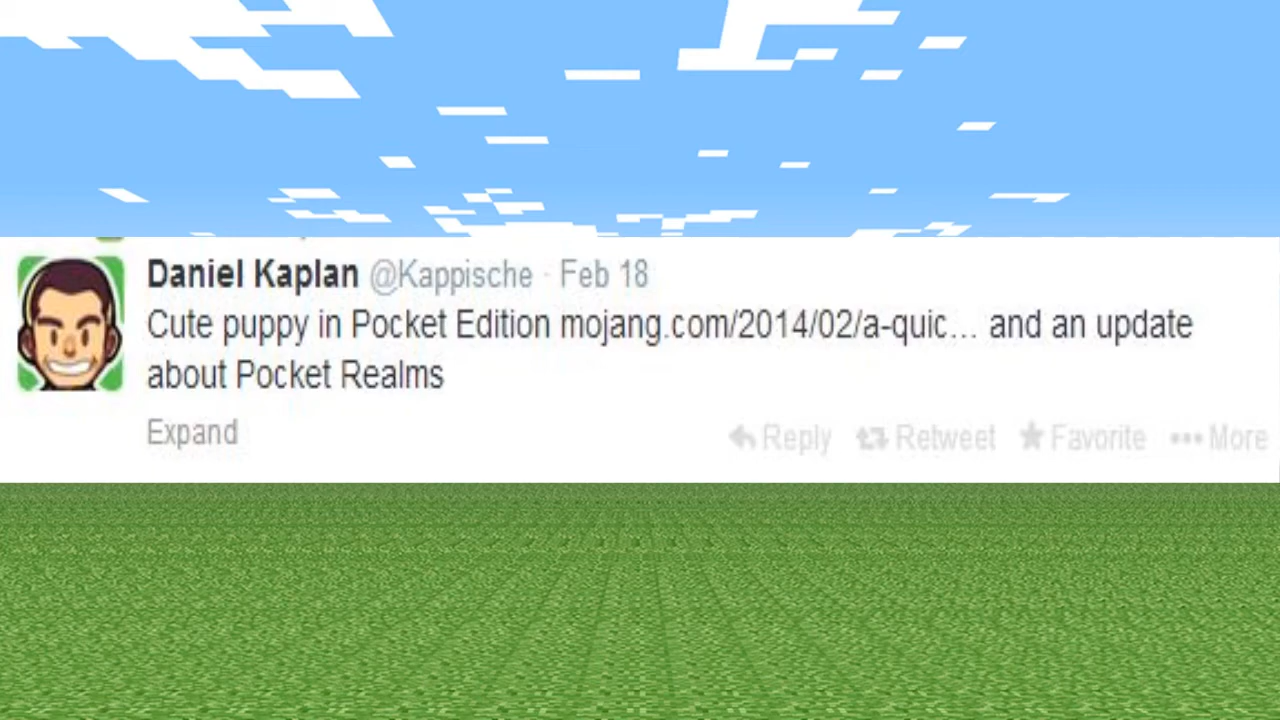 Daniel Kaplan @Kappische · Feb 18
Cute puppy in Pocket Edition mojang.com/2014/02/a-quic… and an update
about Pocket Realms
Expand Reply Retweet Favorite More